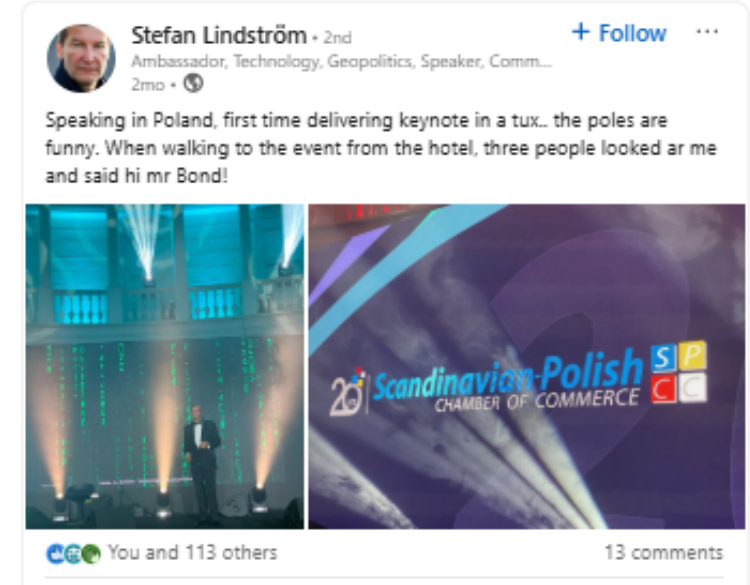 Stefan Lindström • 2nd
+ Follow
Ambassador, Technology, Geopolitics, Speaker, Comm...
2mo •
Speaking in Poland, first time delivering keynote in a tux.. the poles are
funny. When walking to the event from the hotel, three people looked ar me
and said hi mr Bond!
20 Scandinavian-Polish
CHAMBER OF COMMERCE
S P
C C
You and 113 others
13 comments